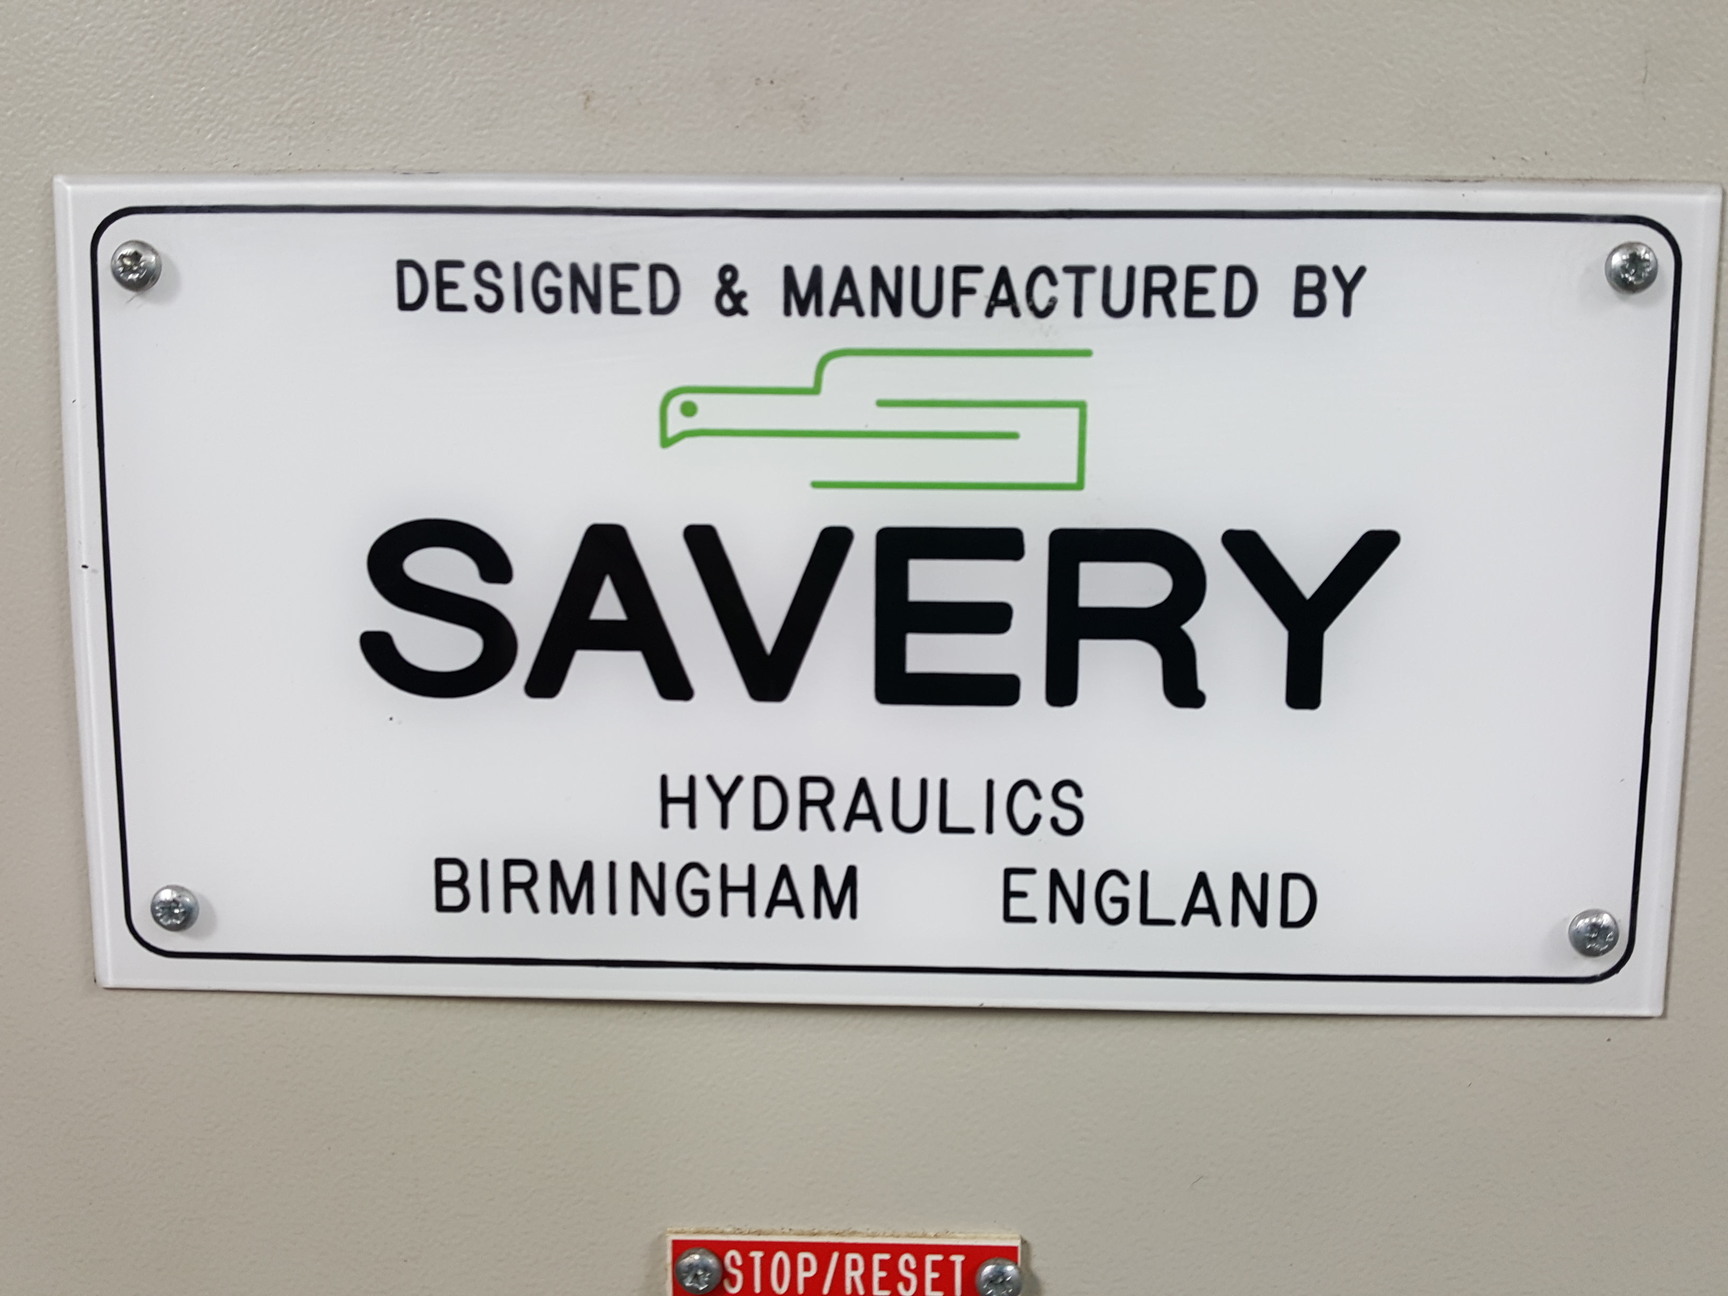 DESIGNED & MANUFACTURED BY
SAVERY
HYDRAULICS
BIRMINGHAM ENGLAND
STOP/RESET